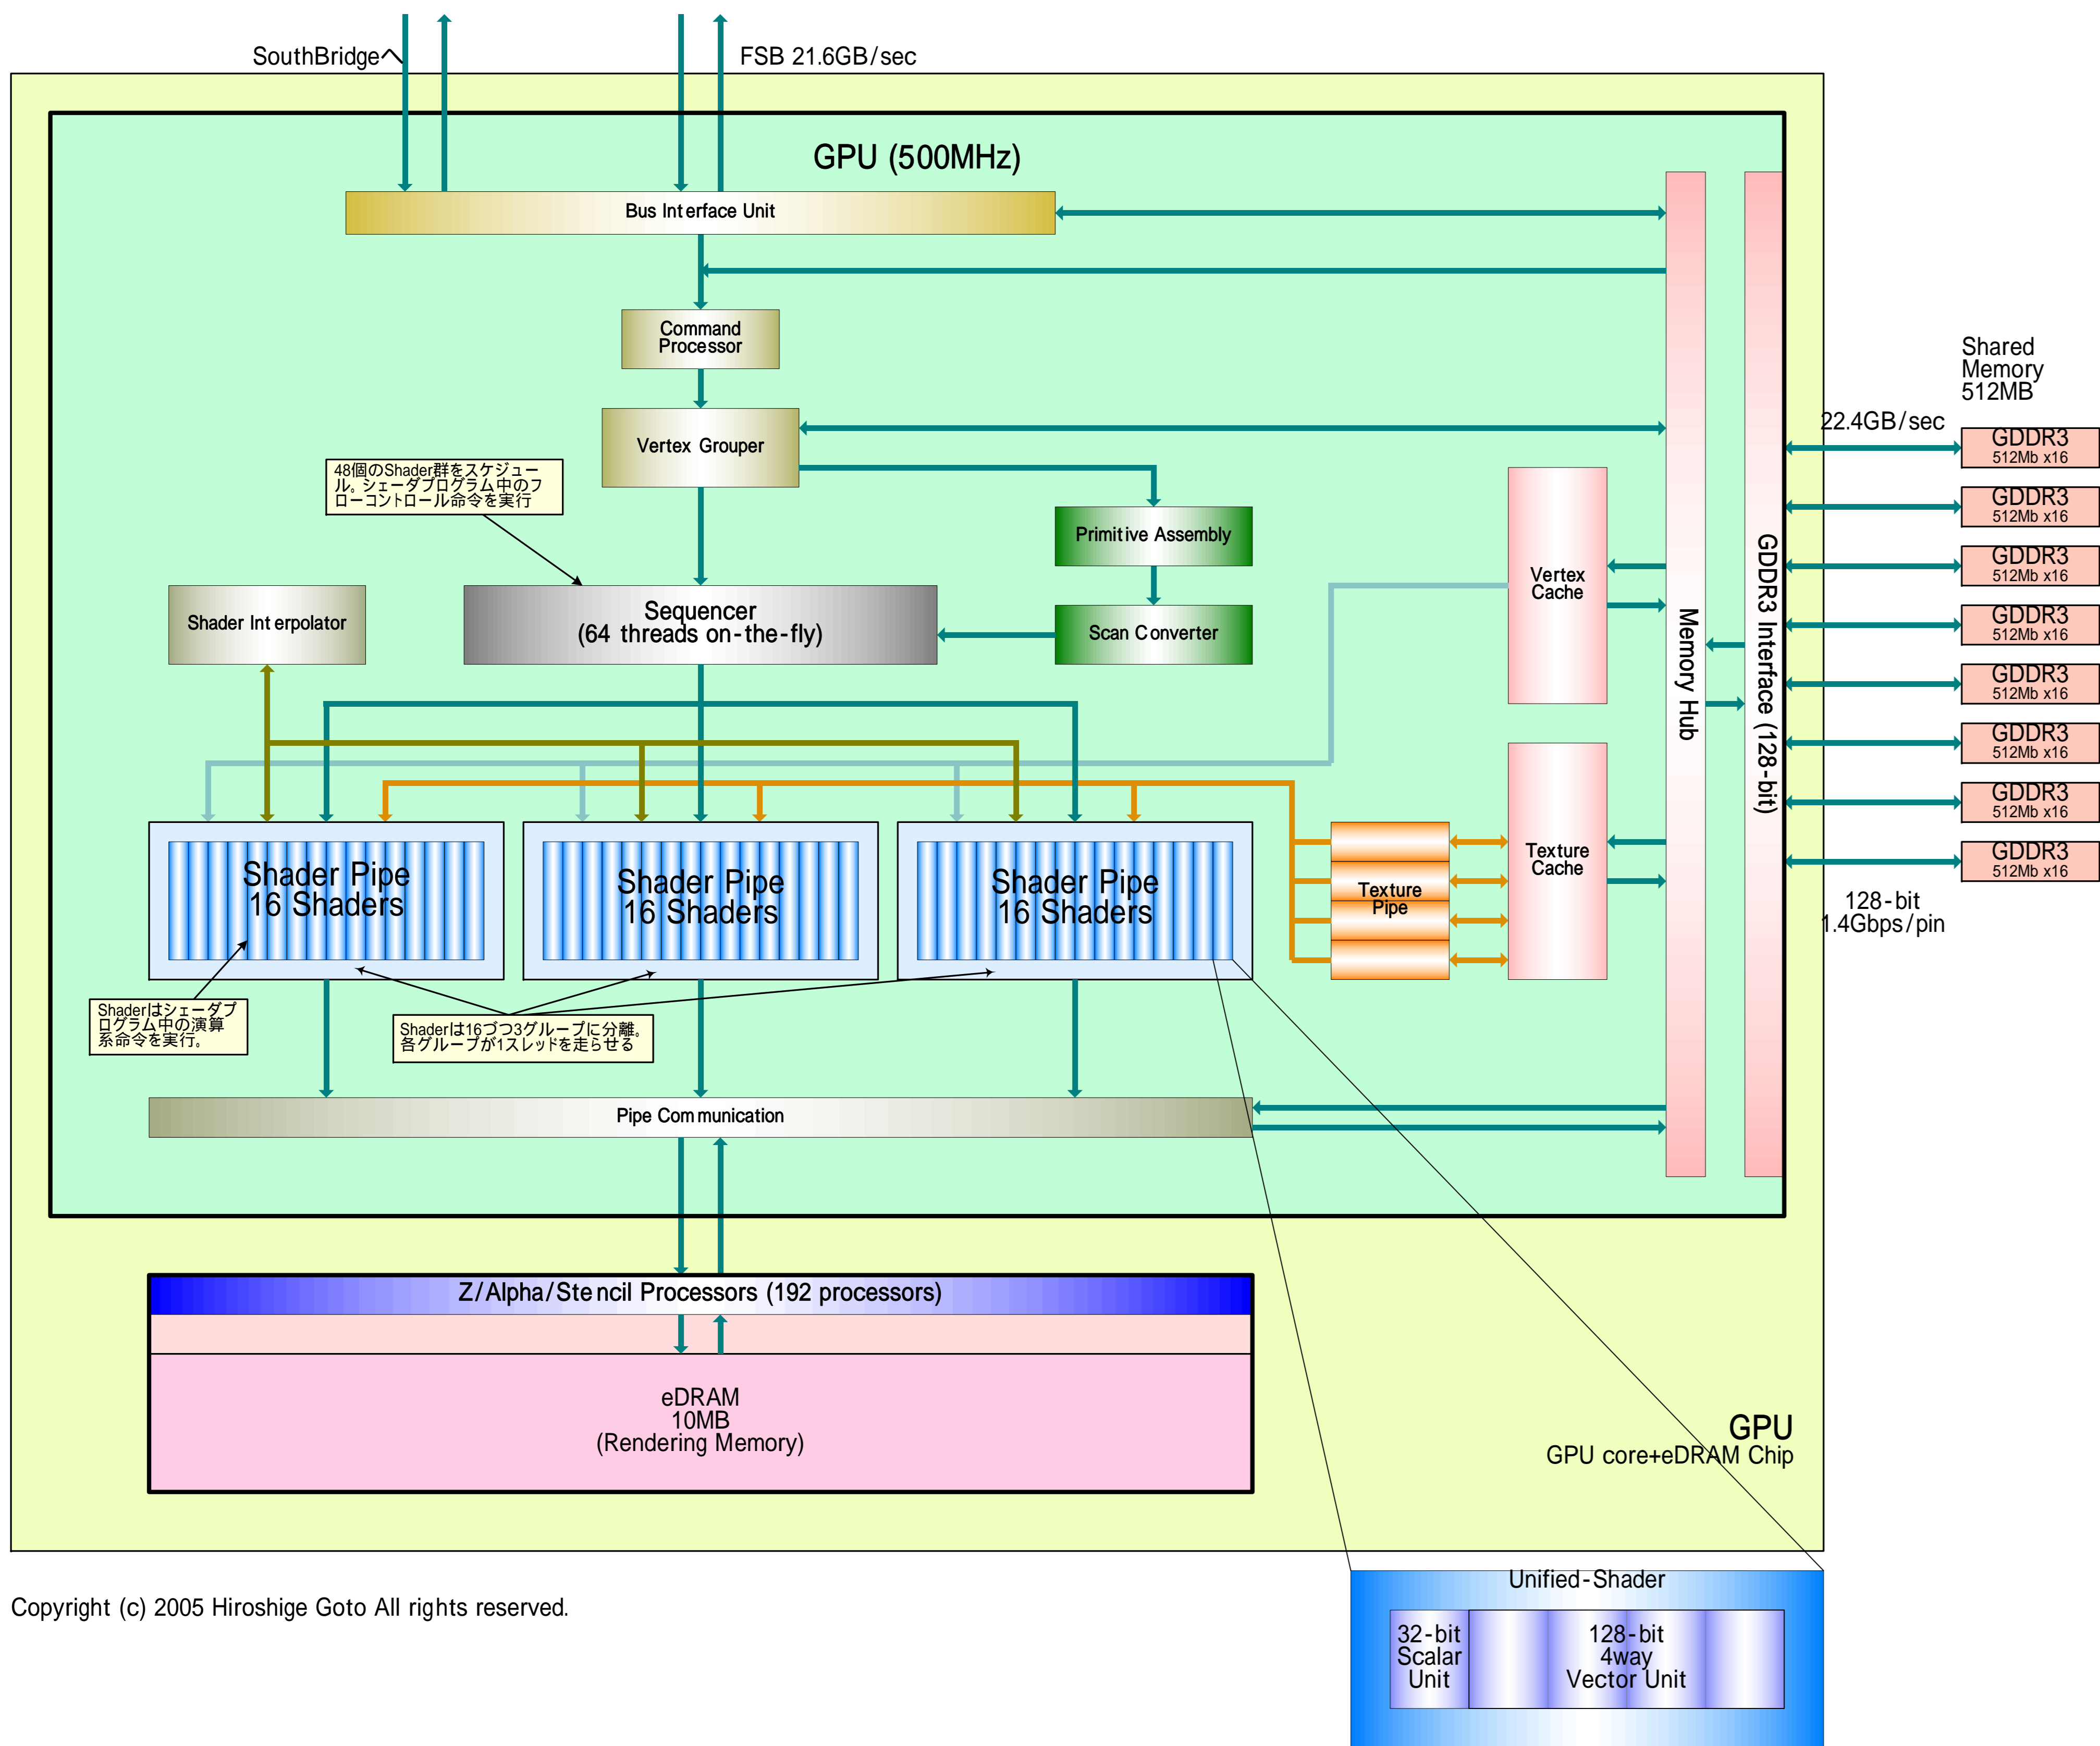 SouthBridgeへ
FSB 21.6GB/sec
GPU (500MHz)
Bus Interface Unit
Command
Processor
Vertex Grouper
48個のShader群をスケジュー
ル。シェーダプログラム中のフ
ローコントロール命令を実行
Primitive Assembly
Shader Interpolator
Sequencer
(64 threads on-the-fly)
Scan Converter
Vertex
Cache
Memory Hub
GDDR3 Interface (128-bit)
Shared
Memory
512MB
22.4GB/sec
GDDR3
512Mb x16
GDDR3
512Mb x16
GDDR3
512Mb x16
GDDR3
512Mb x16
GDDR3
512Mb x16
GDDR3
512Mb x16
GDDR3
512Mb x16
GDDR3
512Mb x16
128-bit
1.4Gbps/pin
Shader Pipe
16 Shaders
Shader Pipe
16 Shaders
Shader Pipe
16 Shaders
Texture
Pipe
Texture
Cache
Shaderはシェーダプ
ログラム中の演算
系命令を実行。
Shaderは16づつ3グループに分離。
各グループが1スレッドを走らせる
Pipe Communication
Z/Alpha/Stencil Processors (192 processors)
eDRAM
10MB
(Rendering Memory)
GPU
GPU core+eDRAM Chip
Copyright (c) 2005 Hiroshige Goto All rights reserved.
Unified-Shader
32-bit
Scalar
Unit
128-bit
4way
Vector Unit